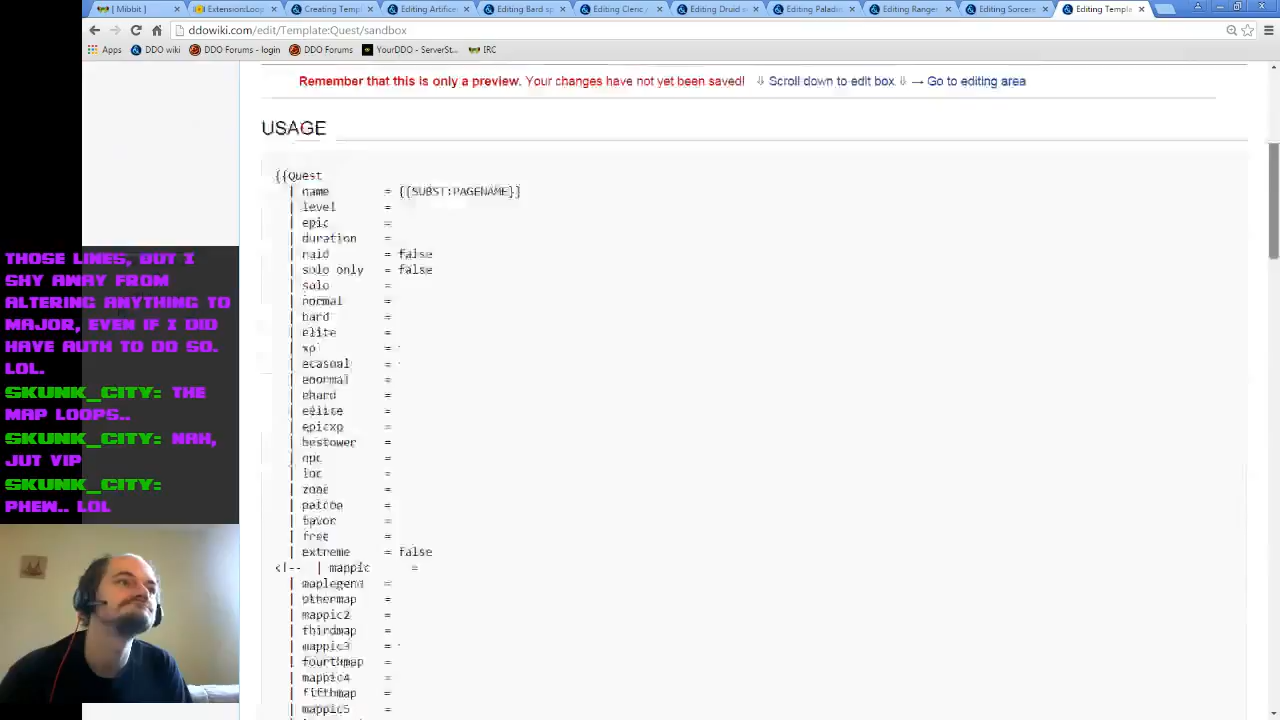 [ Mibbit ]
Extension:Loop
Creating Templ
Editing Artifice
Editing Bard sp
Editing Cleric /
Editing Druid s
Editing Paladin
Editing Ranger
Editing Sorcere
Editing Templa
ddowiki.com/edit/Template:Quest/sandbox
Apps DDO wiki DDO Forums - login DDO Forums YourDDO - ServerSt... IRC
Remember that this is only a preview. Your changes have not yet been saved! ⇩ Scroll down to edit box ⇩ → Go to editing area
USAGE
{{Quest
| name = {{SUBST:PAGENAME}}
| level =
| epic =
| duration =
| raid = false
| solo only = false
| solo =
| normal =
| hard =
| elite =
| xp =
| ecasual =
| enormal =
| ehard =
| eelite =
| epicxp =
| bestower =
| npc =
| loc =
| zone =
| patron =
| favor =
| free =
| extreme = false
<!-- | mappic =
| maplegend =
| othermap =
| mappic2 =
| thirdmap =
| mappic3 =
| fourthmap =
| mappic4 =
| fifthmap =
| mappic5 =
THOSE LINES, BUT I
SHY AWAY FROM
ALTERING ANYTHING TO
MAJOR, EVEN IF I DID
HAVE AUTH TO DO SO.
LOL.
SKUNK_CITY: THE
MAP LOOPS..
SKUNK_CITY: NAH,
JUT VIP
SKUNK_CITY:
PHEW.. LOL